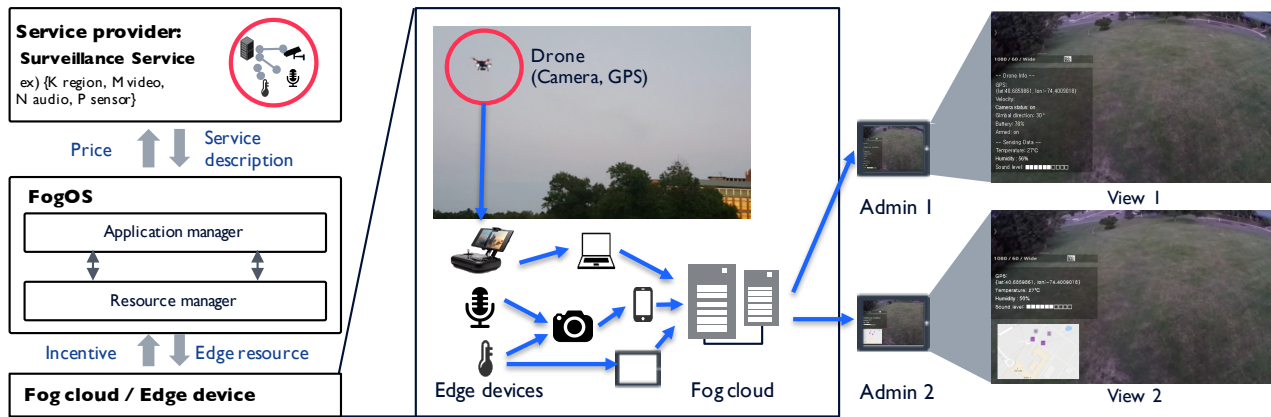 Service provider:
Surveillance Service
ex) {K region, M video,
N audio, P sensor}
Price
Service
description
FogOS
Application manager
Resource manager
Incentive
Edge resource
Fog cloud / Edge device
Drone
(Camera, GPS)
Edge devices
Fog cloud
Admin 1
Admin 2
1080 / 60 / Wide
-- Drone Info --
GPS:
Velocity:
Camera status: on
Gimbal direction: 30°
Battery: 78%
Armed: on
-- Sensing Data --
Temperature: 27°C
Humidity: 56%
Sound level:
View 1
1080 / 60 / Wide
GPS:
Temperature: 27°C
Humidity:
Sound level:
View 2